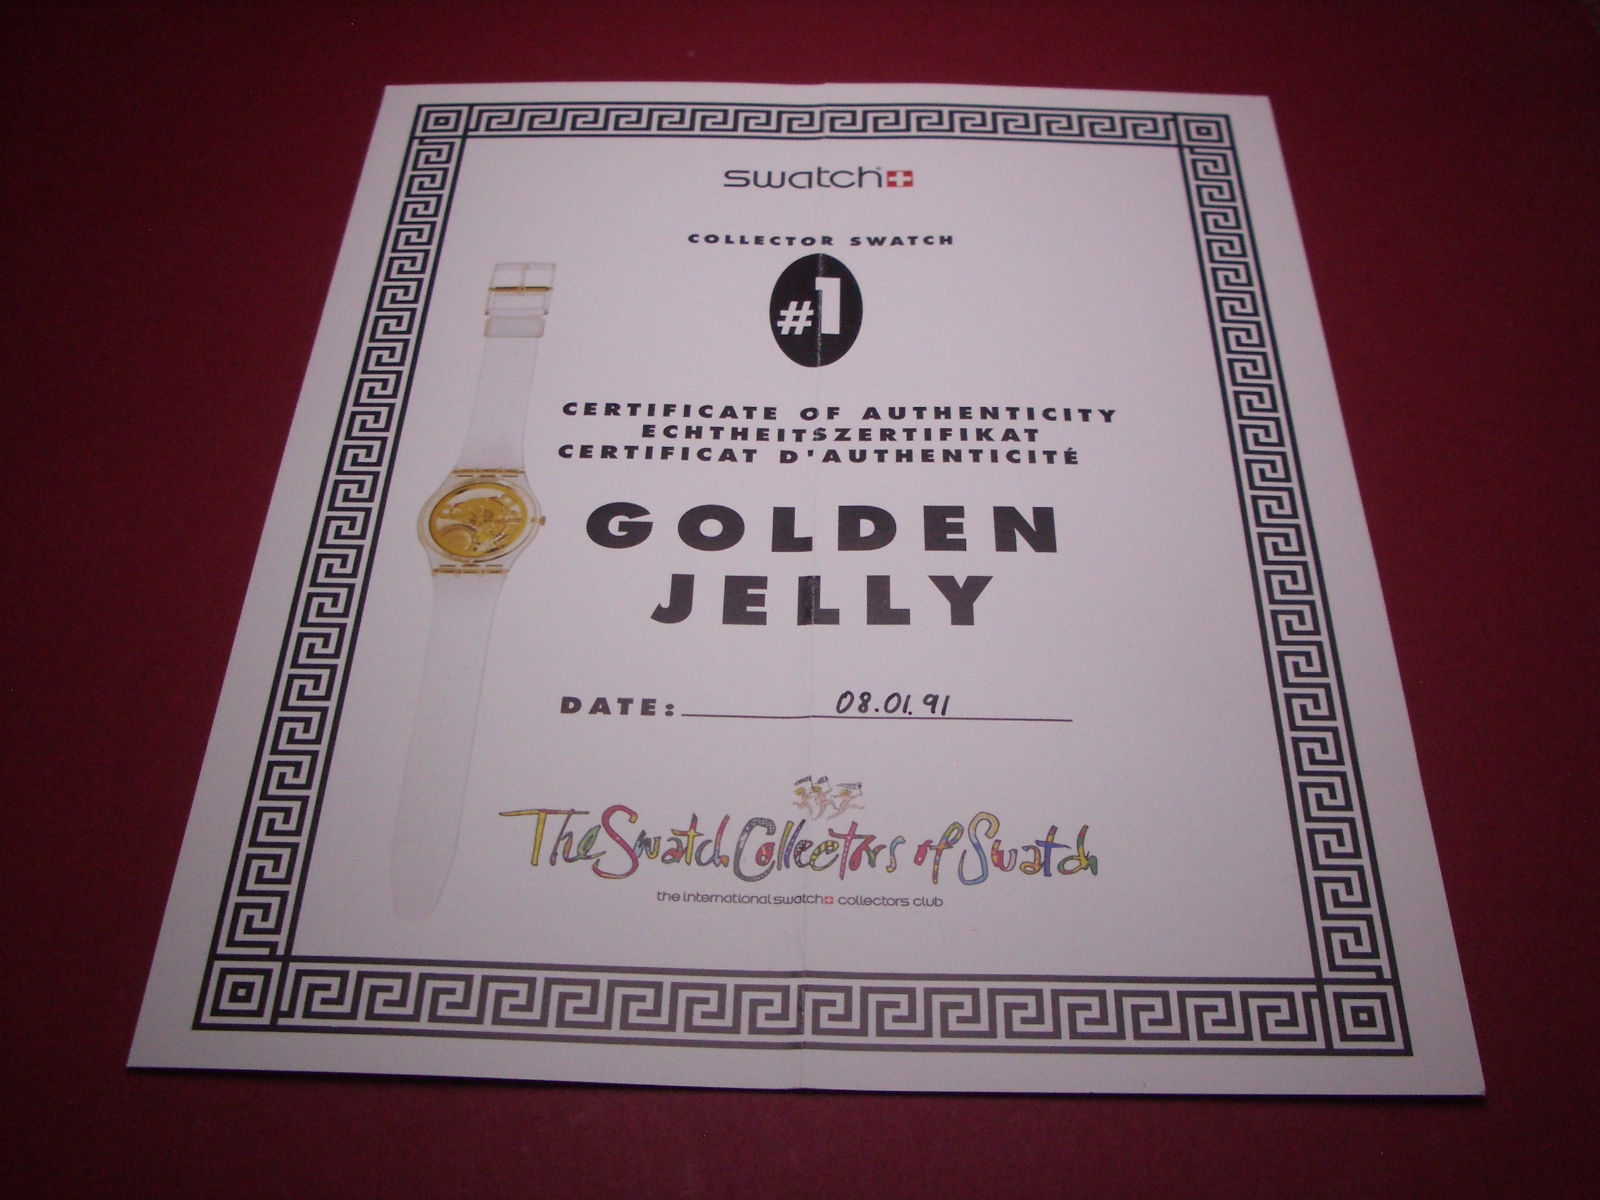 swatch
COLLECTOR SWATCH
#1
CERTIFICATE OF AUTHENTICITY
ECHTHEITSZERTIFIKAT
CERTIFICAT D'AUTHENTICITÉ
GOLDEN
JELLY
DATE: 08.01.91
The Swatch Collectors of Swatch
the international swatch collectors club